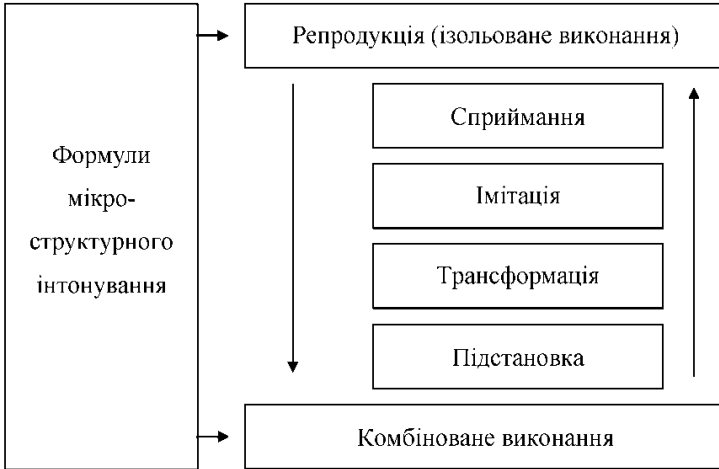 Формули
мікро-
структурного
інтонування
Репродукція (ізольоване виконання)
Сприймання
Імітація
Трансформація
Підстановка
Комбіноване виконання